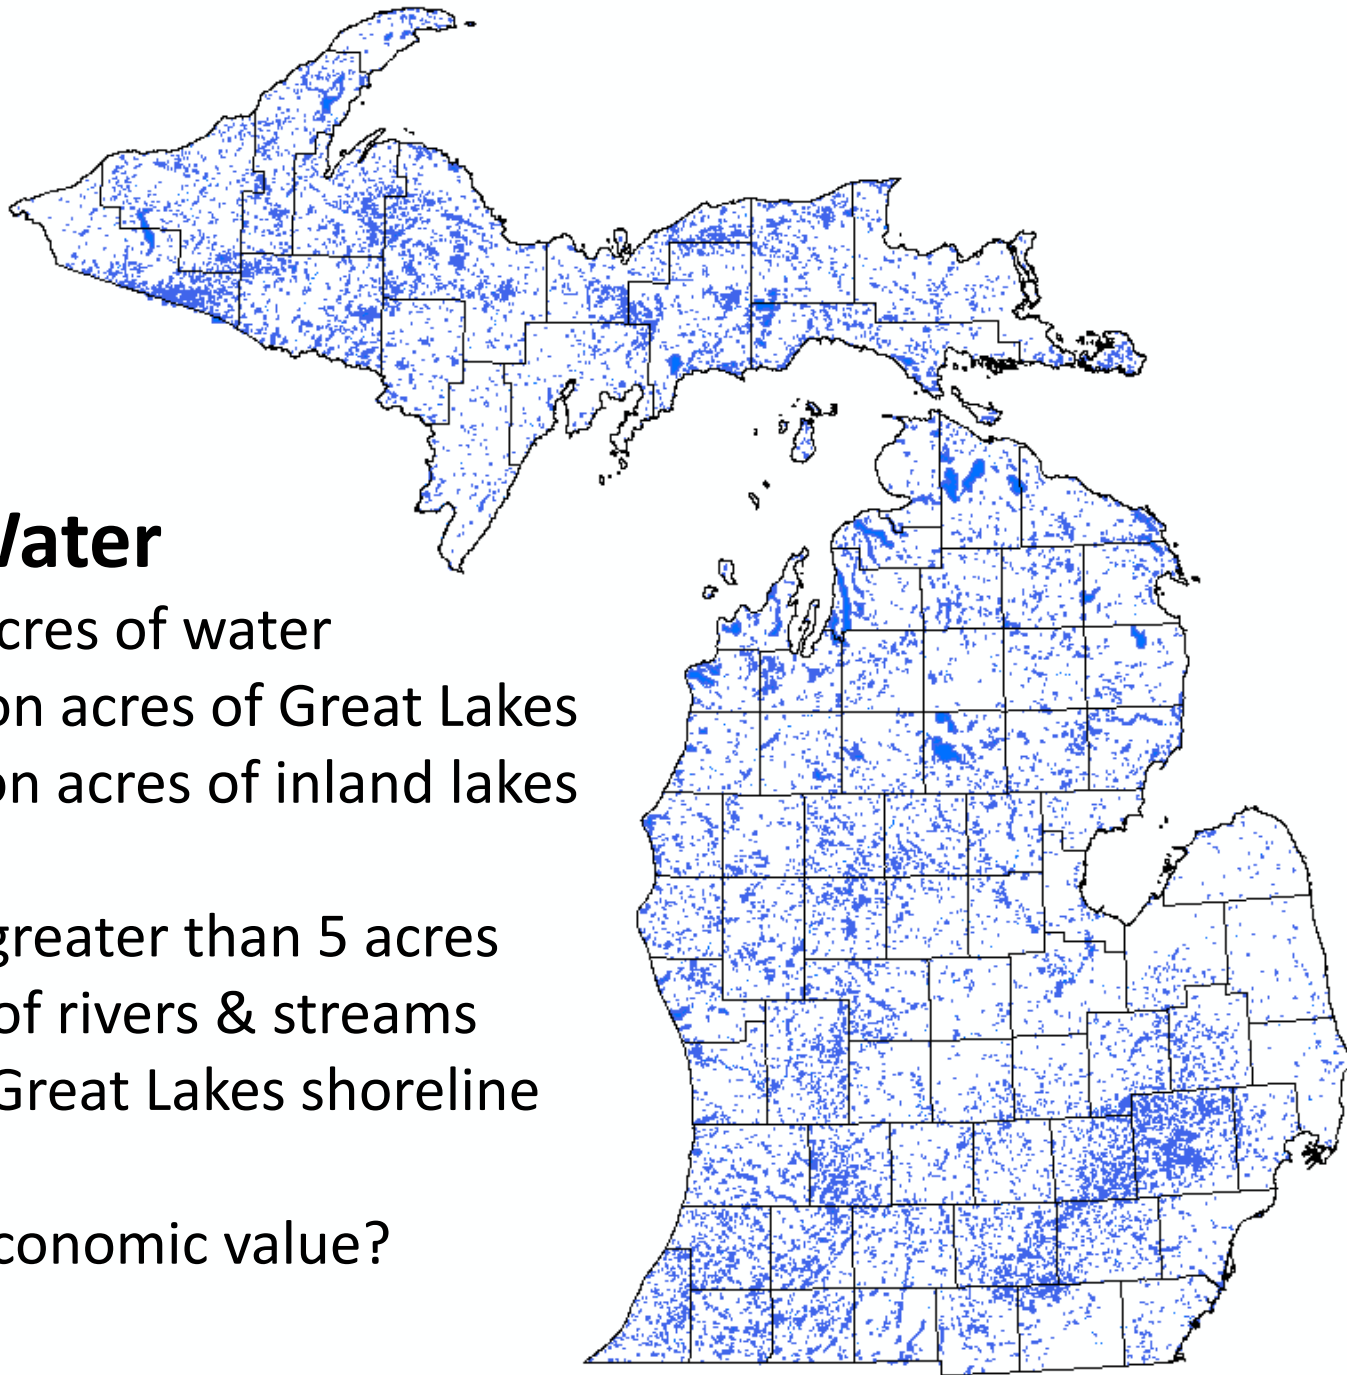 Water
cres of water
on acres of Great Lakes
on acres of inland lakes
greater than 5 acres
of rivers & streams
Great Lakes shoreline
conomic value?